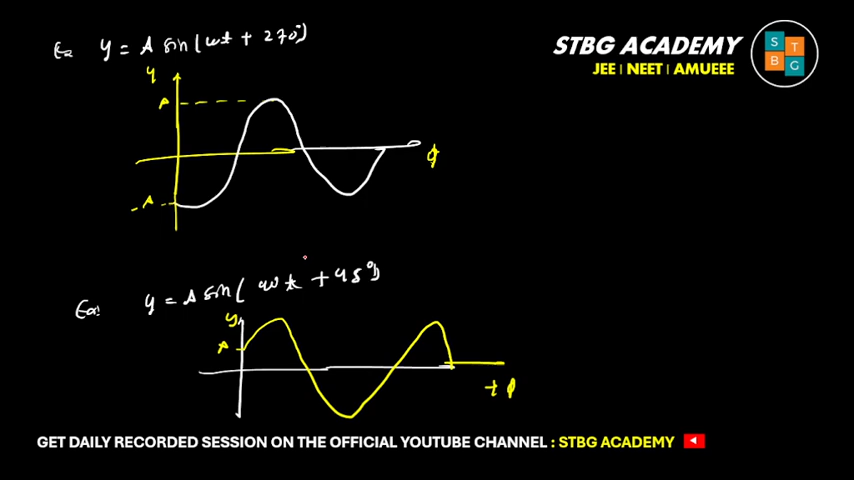 Ex y = A sin(ωt + 270°)
STBG ACADEMY
JEE | NEET | AMUEEE
S T
B G
y
A
-A
ϕ
Ex: y = A sin(ωt + 45°)
y
A
t ϕ
GET DAILY RECORDED SESSION ON THE OFFICIAL YOUTUBE CHANNEL : STBG ACADEMY